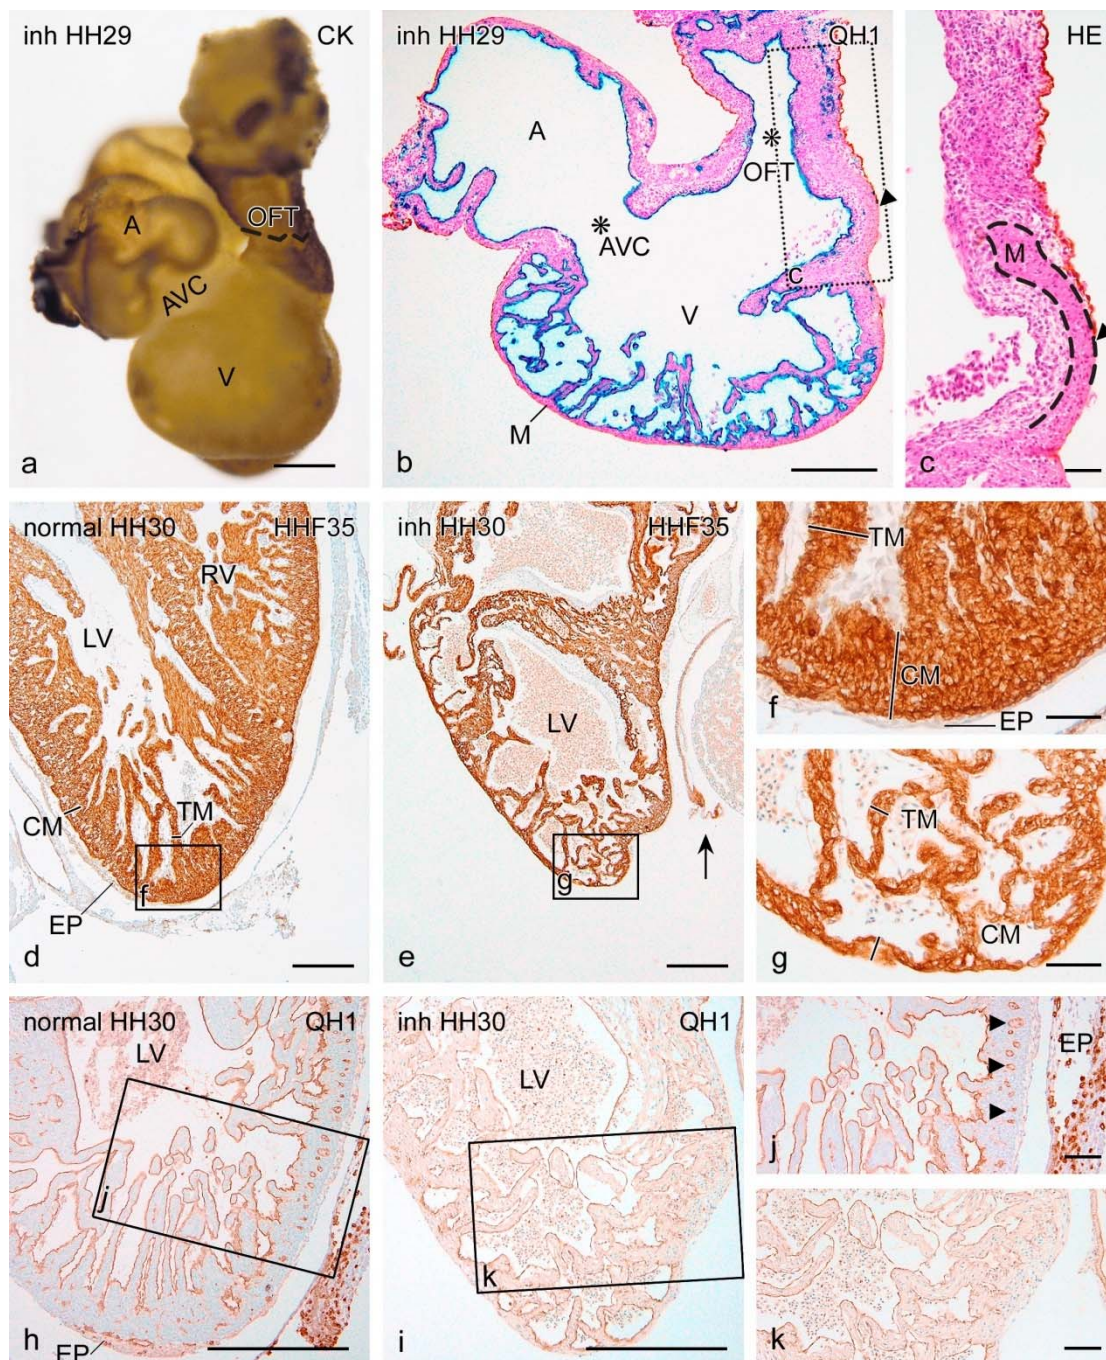 inh HH29 CK
A
OFT
AVC
V
a
inh HH29 QH1
A
OFT
AVC
c
V
M
b
HE
M
c
normal HH30 HHF35
RV
LV
CM
TM
f
EP
d
inh HH30 HHF35
LV
g
e
TM
CM
f
EP
TM
CM
g
normal HH30 QH1
LV
j
h
EP
inh HH30 QH1
LV
k
i
EP
j
k